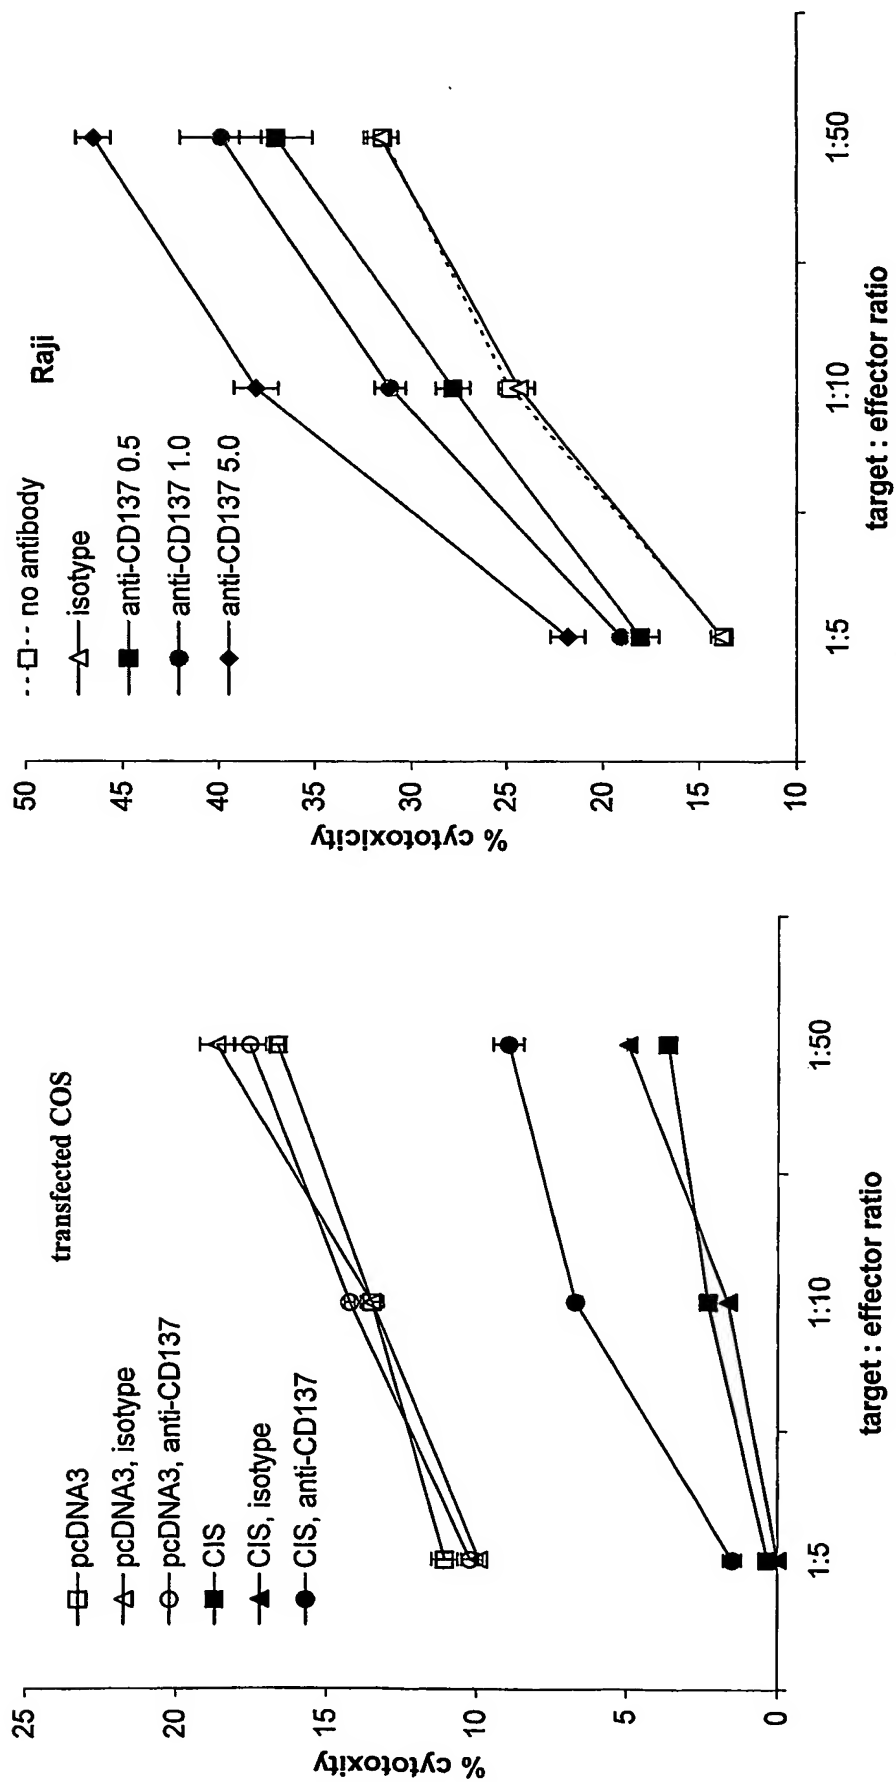 transfected COS
pcDNA3
pcDNA3, isotype
pcDNA3, anti-CD137
CIS
CIS, isotype
CIS, anti-CD137
25
20
15
10
5
0
% cytotoxity
1:5
1:10
1:50
target : effector ratio
Raji
no antibody
isotype
anti-CD137 0.5
anti-CD137 1.0
anti-CD137 5.0
50
45
40
35
30
25
20
15
10
% cytotoxicity
1:5
1:10
1:50
target : effector ratio